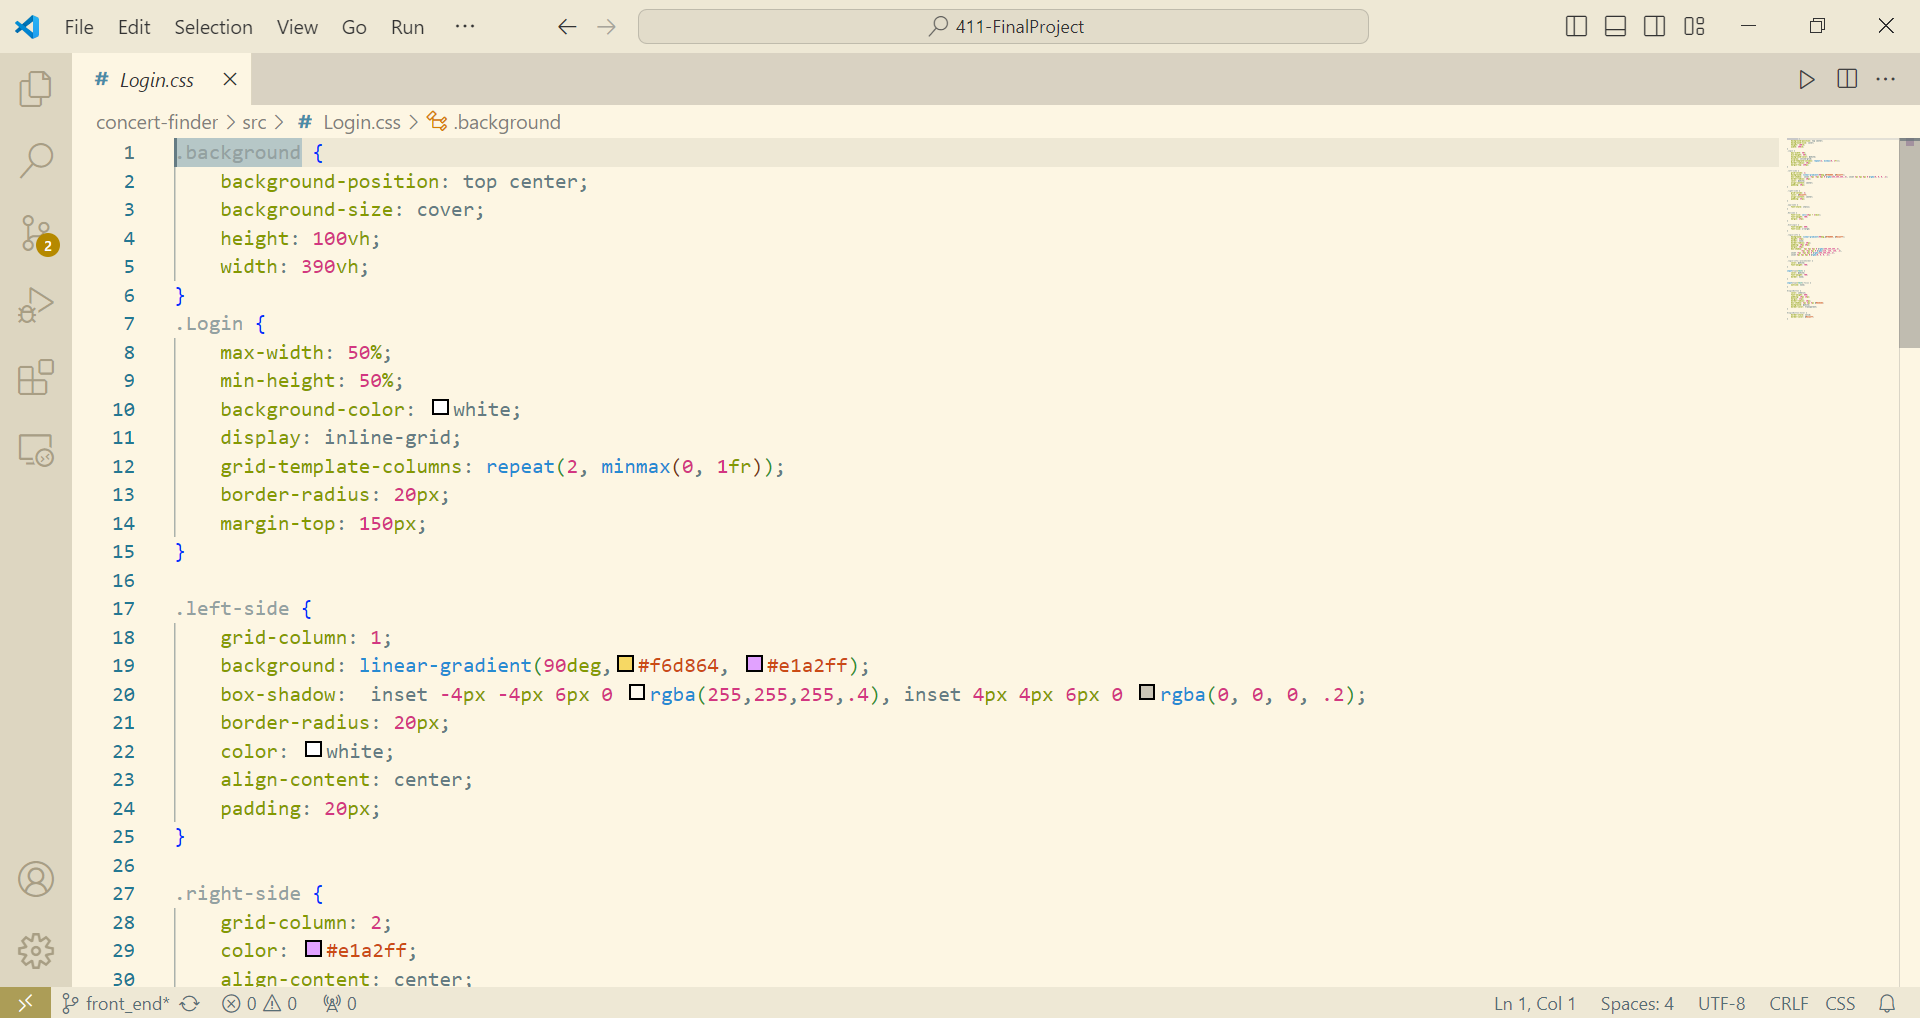 File Edit Selection View Go Run ··· 411-FinalProject
# Login.css
concert-finder > src > # Login.css > .background
1 .background {
2 background-position: top center;
3 background-size: cover;
4 height: 100vh;
5 width: 390vh;
6 }
7 .Login {
8 max-width: 50%;
9 min-height: 50%;
10 background-color: white;
11 display: inline-grid;
12 grid-template-columns: repeat(2, minmax(0, 1fr));
13 border-radius: 20px;
14 margin-top: 150px;
15 }
16
17 .left-side {
18 grid-column: 1;
19 background: linear-gradient(90deg, #f6d864, #e1a2ff);
20 box-shadow:  inset -4px -4px 6px 0 rgba(255,255,255,.4), inset 4px 4px 6px 0 rgba(0, 0, 0, .2);
21 border-radius: 20px;
22 color: white;
23 align-content: center;
24 padding: 20px;
25 }
26
27 .right-side {
28 grid-column: 2;
29 color: #e1a2ff;
30 align-content: center;
2
front_end* 0 0 0 Ln 1, Col 1 Spaces: 4 UTF-8 CRLF CSS